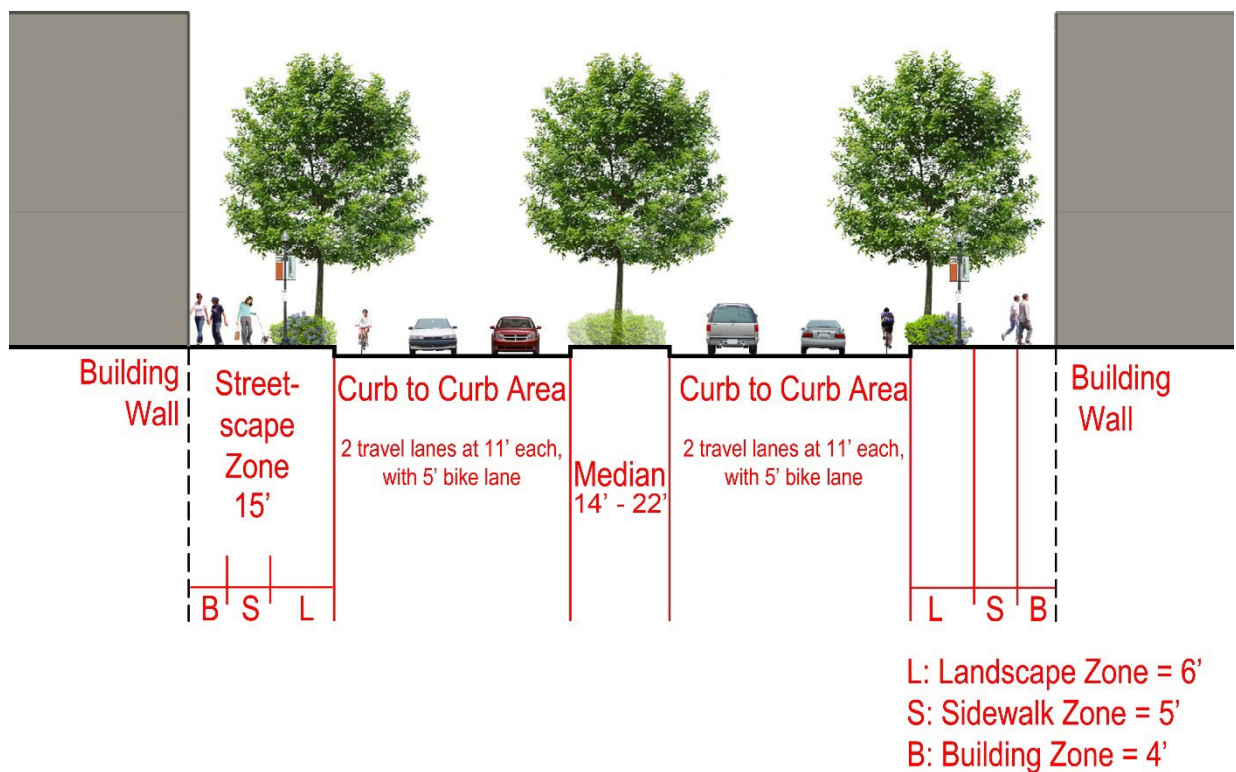 Building
Wall
Street-
scape
Zone
15’
Curb to Curb Area
2 travel lanes at 11’ each,
with 5’ bike lane
Median
14’ - 22’
Curb to Curb Area
2 travel lanes at 11’ each,
with 5’ bike lane
Building
Wall
B S L
L S B
L: Landscape Zone = 6’
S: Sidewalk Zone = 5’
B: Building Zone = 4’